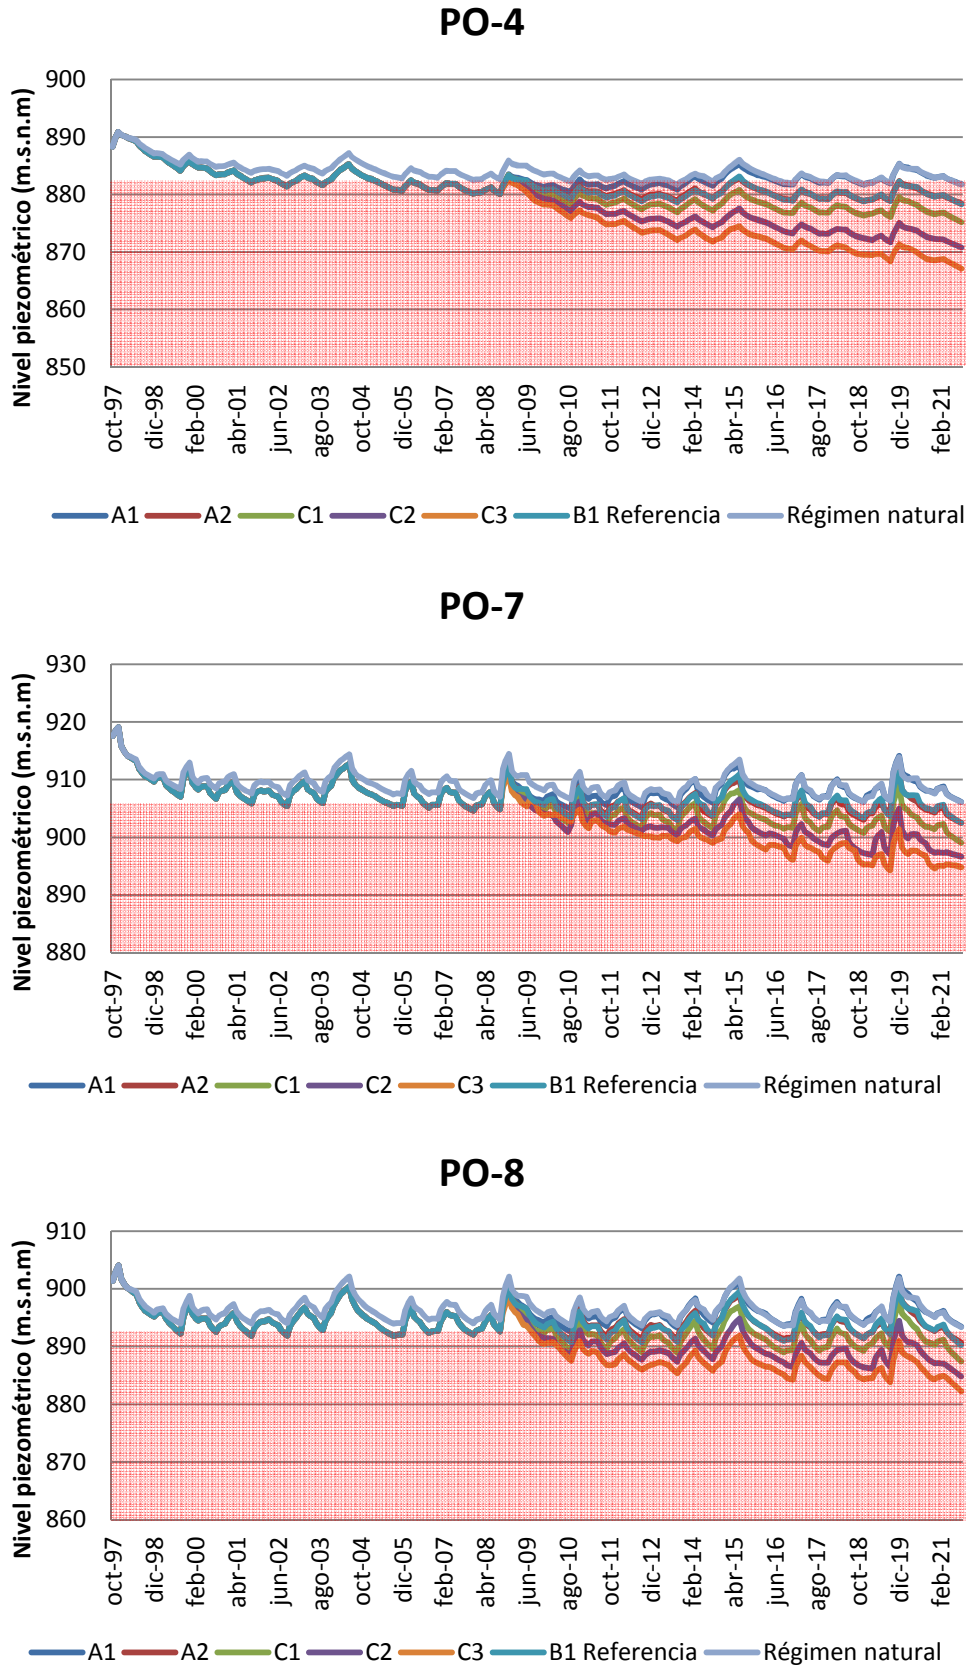 PO-4
Nivel piezométrico (m.s.n.m)
900
890
880
870
860
850
oct-97 dic-98 feb-00 abr-01 jun-02 ago-03 oct-04 dic-05 feb-07 abr-08 jun-09 ago-10 oct-11 dic-12 feb-14 abr-15 jun-16 ago-17 oct-18 dic-19 feb-21
A1 A2 C1 C2 C3 B1 Referencia Régimen natural
PO-7
Nivel piezométrico (m.s.n.m)
930
920
910
900
890
880
oct-97 dic-98 feb-00 abr-01 jun-02 ago-03 oct-04 dic-05 feb-07 abr-08 jun-09 ago-10 oct-11 dic-12 feb-14 abr-15 jun-16 ago-17 oct-18 dic-19 feb-21
A1 A2 C1 C2 C3 B1 Referencia Régimen natural
PO-8
Nivel piezométrico (m.s.n.m)
910
900
890
880
870
860
oct-97 dic-98 feb-00 abr-01 jun-02 ago-03 oct-04 dic-05 feb-07 abr-08 jun-09 ago-10 oct-11 dic-12 feb-14 abr-15 jun-16 ago-17 oct-18 dic-19 feb-21
A1 A2 C1 C2 C3 B1 Referencia Régimen natural